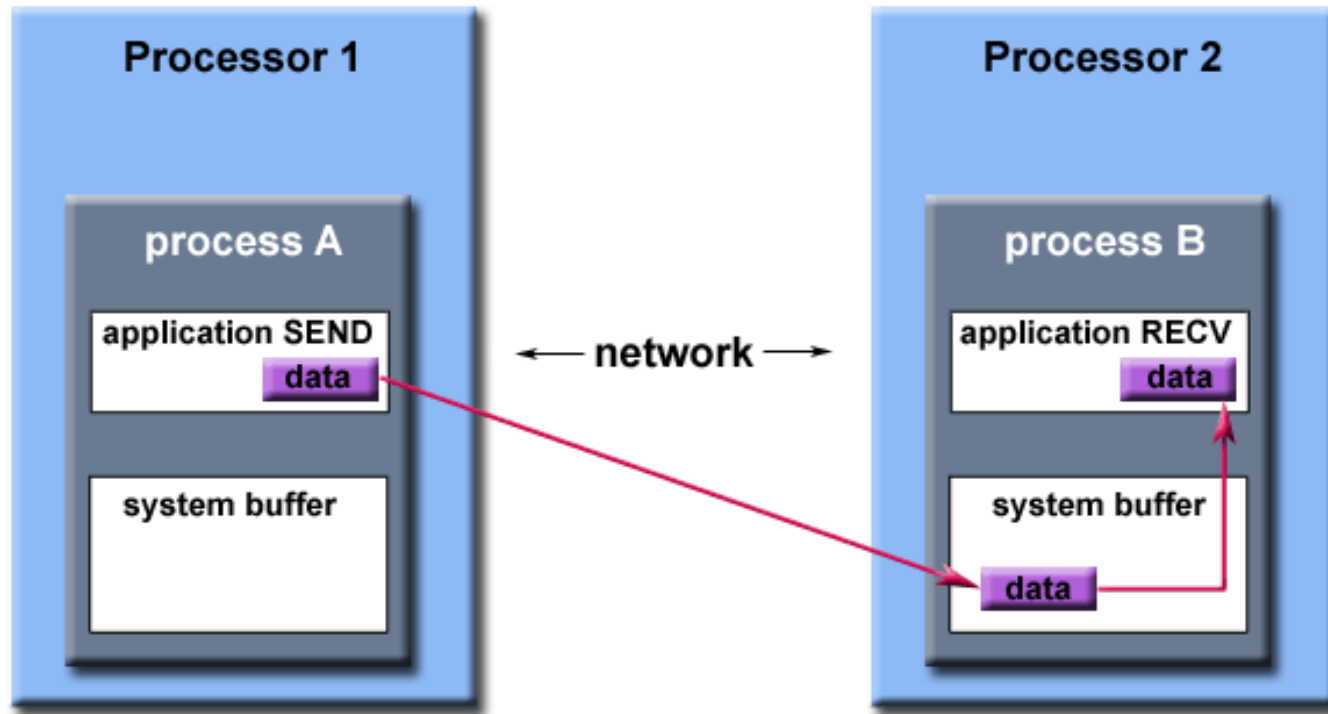 Processor 1
process A
application SEND
data
system buffer
network
Processor 2
process B
application RECV
data
system buffer
data